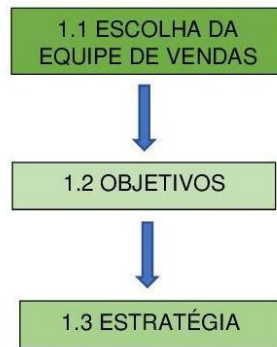 1.1 ESCOLHA DA
EQUIPE DE VENDAS
1.2 OBJETIVOS
1.3 ESTRATÉGIA